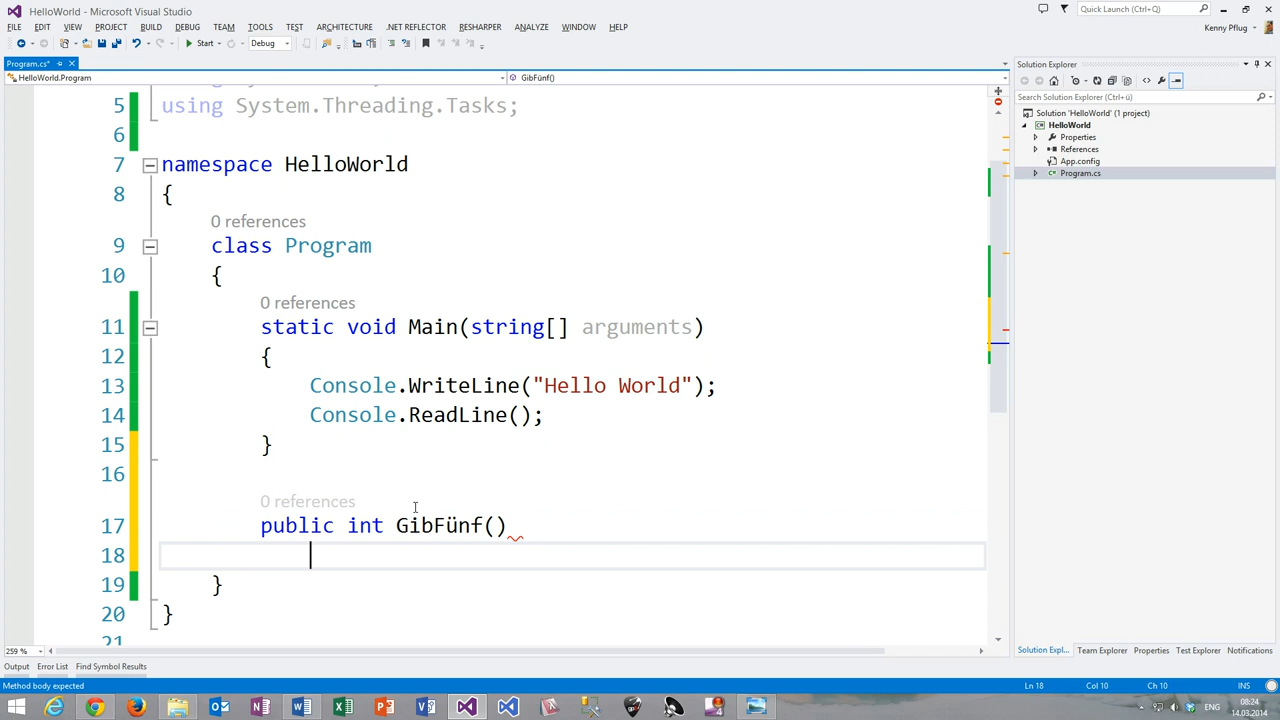 HelloWorld - Microsoft Visual Studio
Quick Launch (Ctrl+Q)
FILE EDIT VIEW PROJECT BUILD DEBUG TEAM TOOLS TEST ARCHITECTURE .NET REFLECTOR RESHARPER ANALYZE WINDOW HELP
Kenny Pflug
Start Debug
Program.cs*
HelloWorld.Program
GibFünf()
5 using System.Threading.Tasks;
6
7 namespace HelloWorld
8 {
0 references
9 class Program
10 {
0 references
11 static void Main(string[] arguments)
12 {
13 Console.WriteLine("Hello World");
14 Console.ReadLine();
15 }
16
0 references
17 public int GibFünf()
18
19 }
20 }
21
259 %
Solution Explorer
Search Solution Explorer (Ctrl+ü)
Solution 'HelloWorld' (1 project)
HelloWorld
Properties
References
App.config
Program.cs
Solution Expl... Team Explorer Properties Test Explorer Notifications
Output Error List Find Symbol Results
Method body expected
Ln 18 Col 10 Ch 10 INS
ENG
08:24
14.03.2014